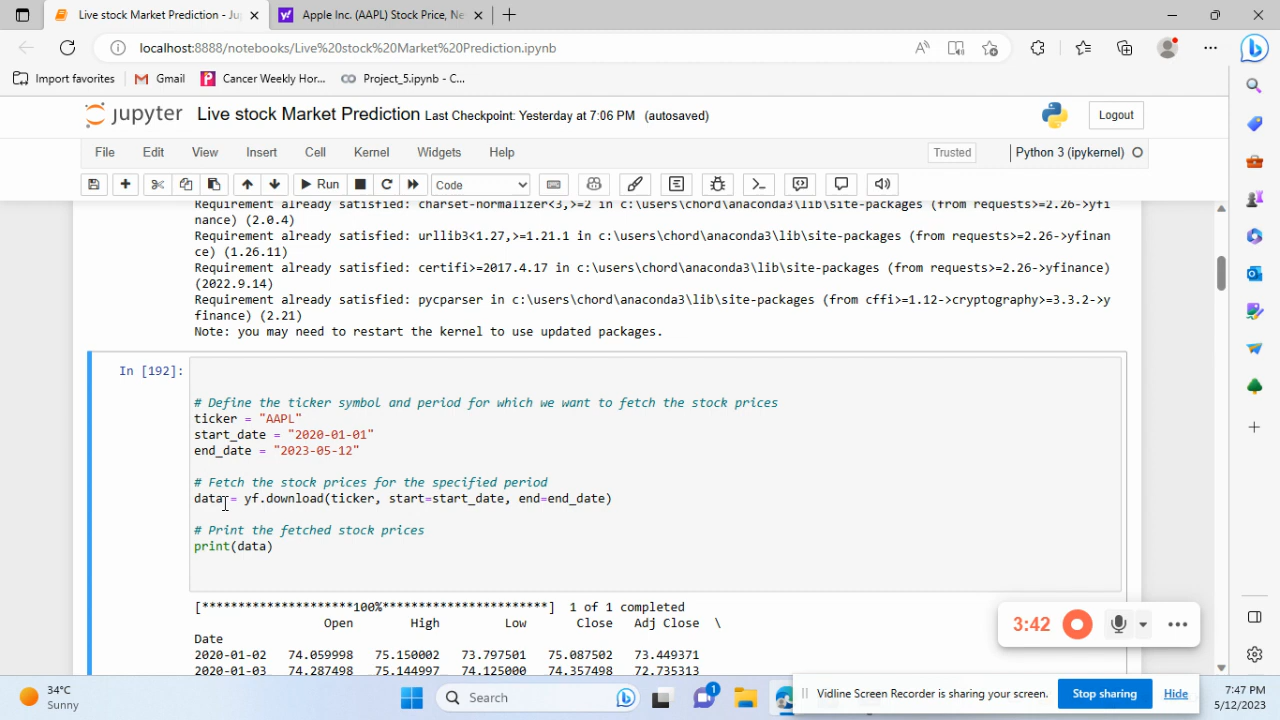 Live stock Market Prediction - Ju
Apple Inc. (AAPL) Stock Price, Ne
localhost:8888/notebooks/Live%20stock%20Market%20Prediction.ipynb
Import favorites
Gmail
Cancer Weekly Hor...
Project_5.ipynb - C...
jupyter Live stock Market Prediction Last Checkpoint: Yesterday at 7:06 PM (autosaved)
Logout
File Edit View Insert Cell Kernel Widgets Help
Trusted
Python 3 (ipykernel)
Run
Code
Requirement already satisfied: charset-normalizer<3,>=2 in c:\users\chord\anaconda3\lib\site-packages (from requests>=2.26->yfi
nance) (2.0.4)
Requirement already satisfied: urllib3<1.27,>=1.21.1 in c:\users\chord\anaconda3\lib\site-packages (from requests>=2.26->yfinan
ce) (1.26.11)
Requirement already satisfied: certifi>=2017.4.17 in c:\users\chord\anaconda3\lib\site-packages (from requests>=2.26->yfinance)
(2022.9.14)
Requirement already satisfied: pycparser in c:\users\chord\anaconda3\lib\site-packages (from cffi>=1.12->cryptography>=3.3.2->y
finance) (2.21)
Note: you may need to restart the kernel to use updated packages.
In [192]:
# Define the ticker symbol and period for which we want to fetch the stock prices
ticker = "AAPL"
start_date = "2020-01-01"
end_date = "2023-05-12"
# Fetch the stock prices for the specified period
data = yf.download(ticker, start=start_date, end=end_date)
# Print the fetched stock prices
print(data)
[*********************100%***********************] 1 of 1 completed
Open High Low Close Adj Close \
Date
2020-01-02 74.059998 75.150002 73.797501 75.087502 73.449371
2020-01-03 74.287498 75.144997 74.125000 74.357498 72.735313
3:42
34°C
Sunny
Search
1
Vidline Screen Recorder is sharing your screen.
Stop sharing
Hide
7:47 PM
5/12/2023